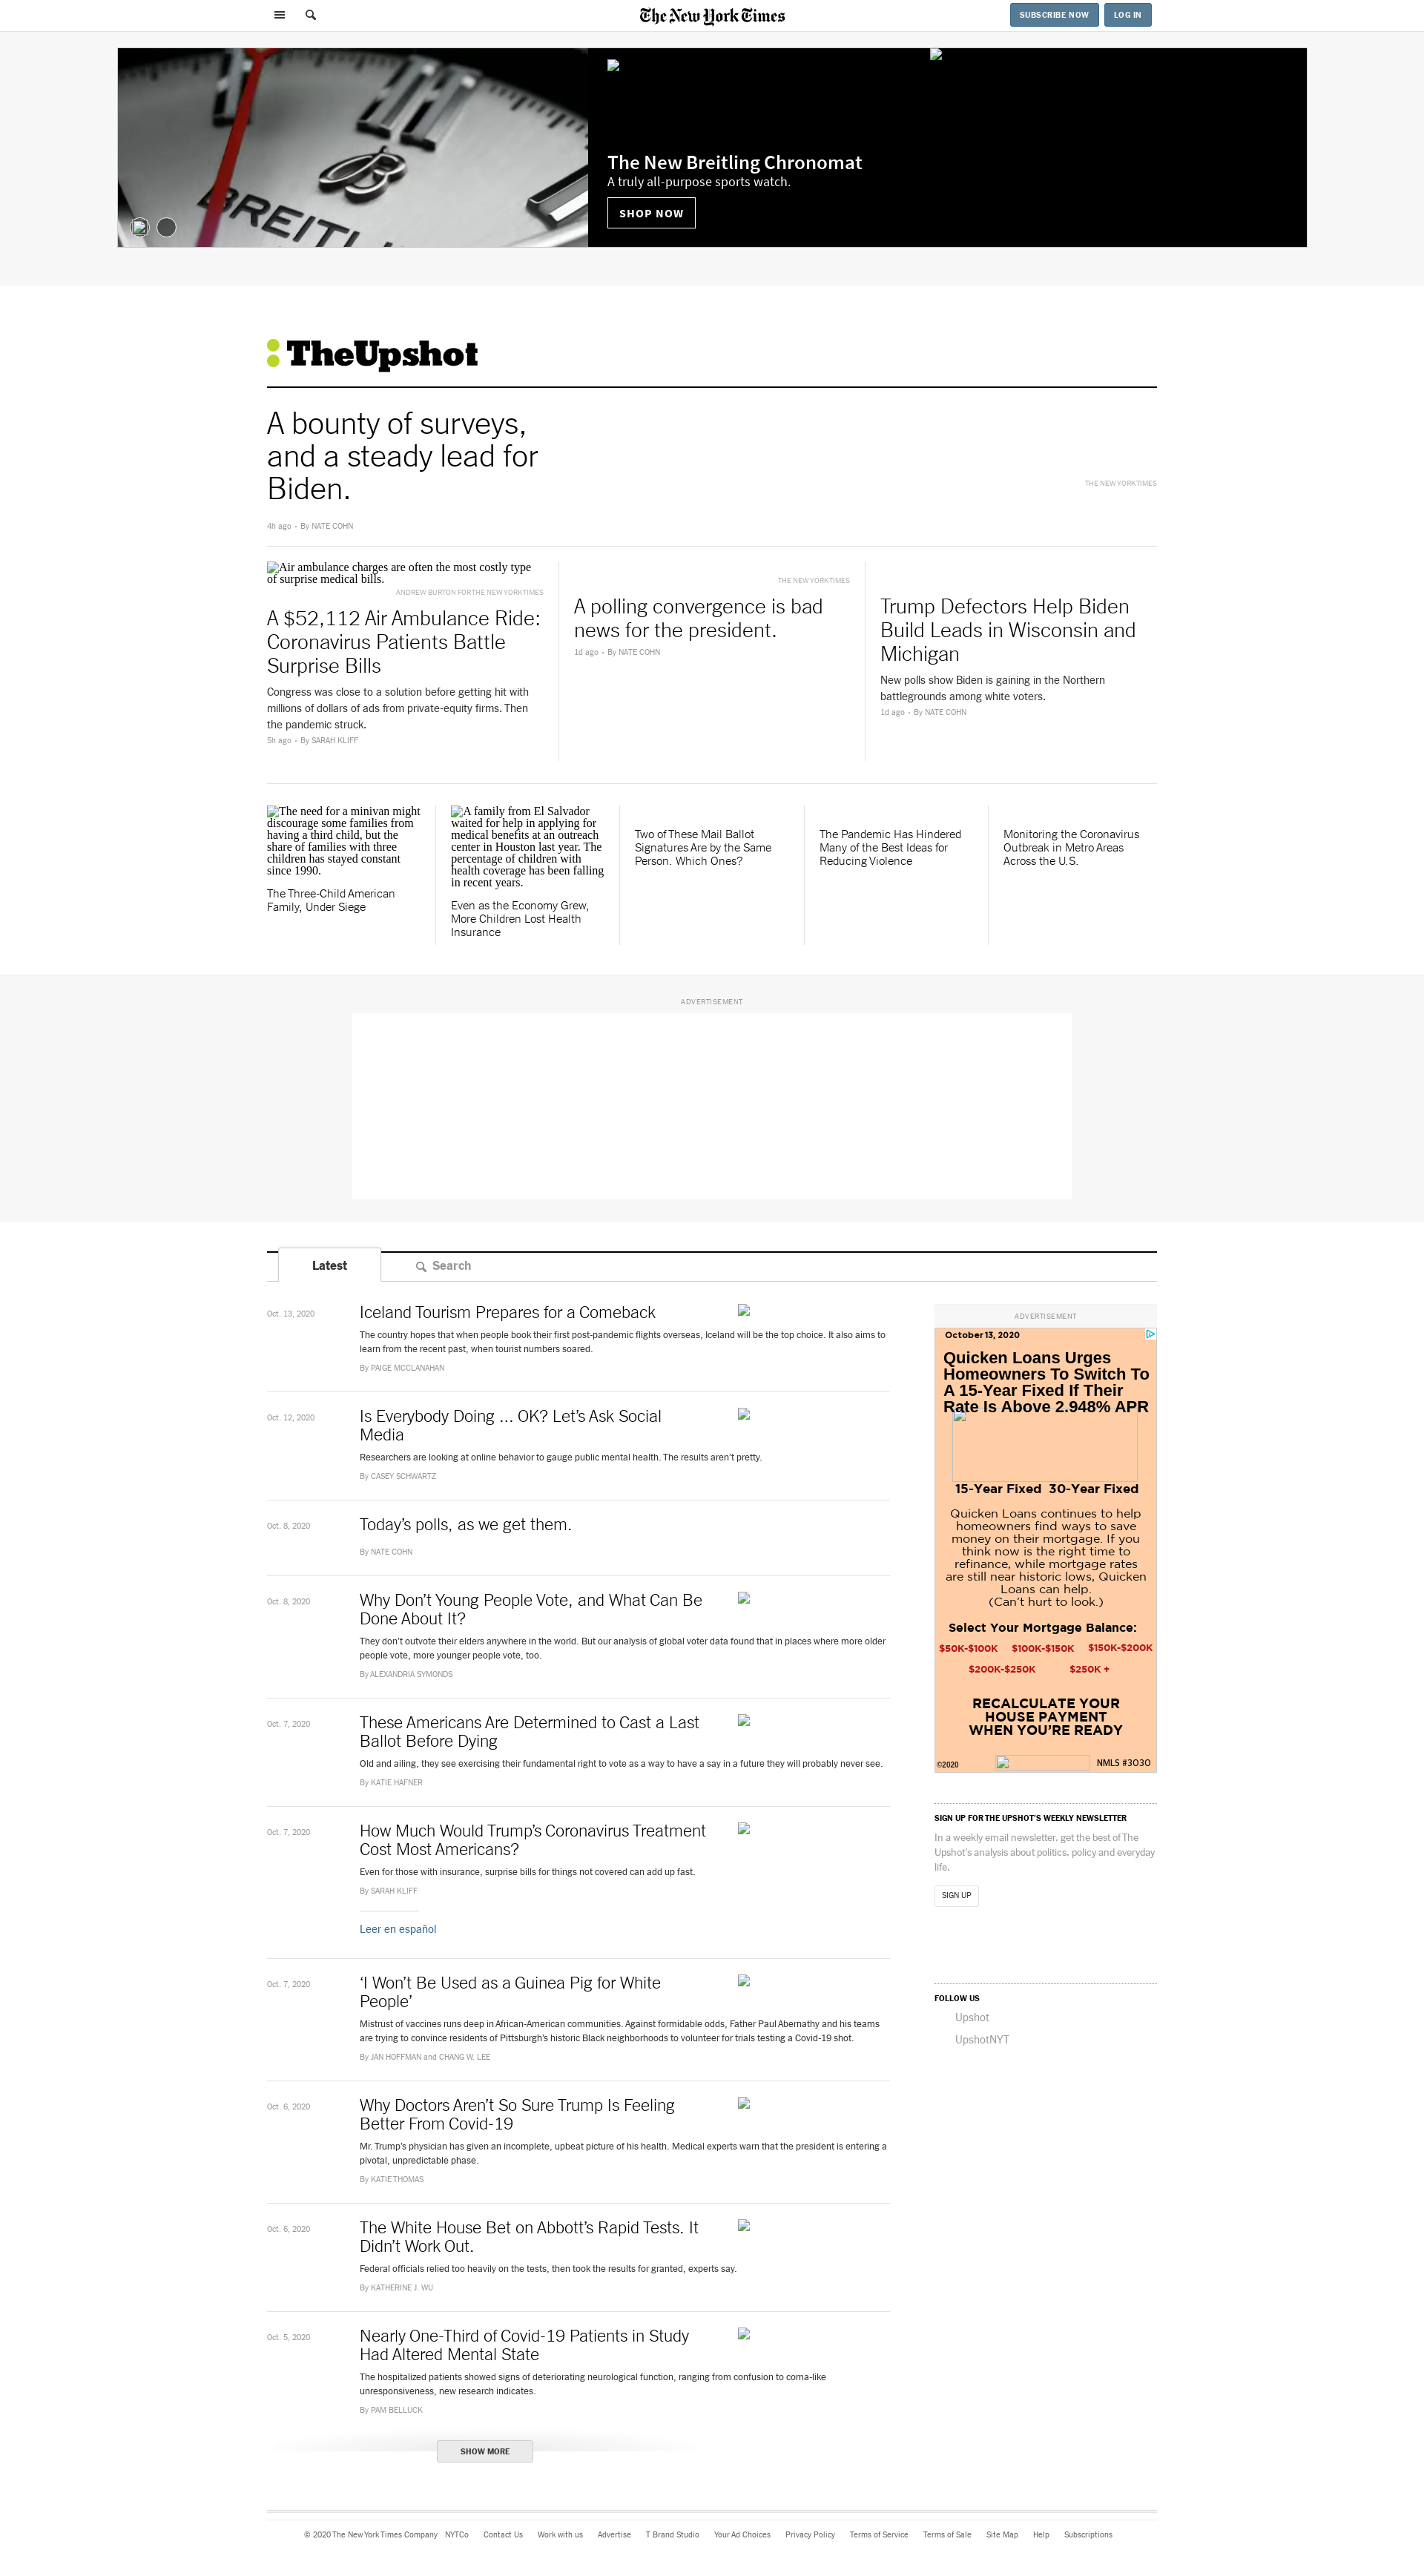 The New York Times
SUBSCRIBE NOW
LOG IN
BREITLI
The New Breitling Chronomat
A truly all-purpose sports watch.
SHOP NOW
TheUpshot
A bounty of surveys,
and a steady lead for
Biden.
THE NEW YORK TIMES
4h ago • By NATE COHN
Air ambulance charges are often the most costly type
of surprise medical bills.
ANDREW BURTON FOR THE NEW YORK TIMES
A $52,112 Air Ambulance Ride:
Coronavirus Patients Battle
Surprise Bills
Congress was close to a solution before getting hit with
millions of dollars of ads from private-equity firms. Then
the pandemic struck.
5h ago • By SARAH KLIFF
THE NEW YORK TIMES
A polling convergence is bad
news for the president.
1d ago • By NATE COHN
Trump Defectors Help Biden
Build Leads in Wisconsin and
Michigan
New polls show Biden is gaining in the Northern
battlegrounds among white voters.
1d ago • By NATE COHN
The need for a minivan might
discourage some families from
having a third child, but the
share of families with three
children has stayed constant
since 1990.
The Three-Child American
Family, Under Siege
A family from El Salvador
waited for help in applying for
medical benefits at an outreach
center in Houston last year. The
percentage of children with
health coverage has been falling
in recent years.
Even as the Economy Grew,
More Children Lost Health
Insurance
Two of These Mail Ballot
Signatures Are by the Same
Person. Which Ones?
The Pandemic Has Hindered
Many of the Best Ideas for
Reducing Violence
Monitoring the Coronavirus
Outbreak in Metro Areas
Across the U.S.
ADVERTISEMENT
Latest
Search
Oct. 13, 2020
Iceland Tourism Prepares for a Comeback
The country hopes that when people book their first post-pandemic flights overseas, Iceland will be the top choice. It also aims to
learn from the recent past, when tourist numbers soared.
By PAIGE MCCLANAHAN
Oct. 12, 2020
Is Everybody Doing ... OK? Let’s Ask Social
Media
Researchers are looking at online behavior to gauge public mental health. The results aren’t pretty.
By CASEY SCHWARTZ
Oct. 8, 2020
Today’s polls, as we get them.
By NATE COHN
Oct. 8, 2020
Why Don’t Young People Vote, and What Can Be
Done About It?
They don’t outvote their elders anywhere in the world. But our analysis of global voter data found that in places where more older
people vote, more younger people vote, too.
By ALEXANDRIA SYMONDS
Oct. 7, 2020
These Americans Are Determined to Cast a Last
Ballot Before Dying
Old and ailing, they see exercising their fundamental right to vote as a way to have a say in a future they will probably never see.
By KATIE HAFNER
Oct. 7, 2020
How Much Would Trump’s Coronavirus Treatment
Cost Most Americans?
Even for those with insurance, surprise bills for things not covered can add up fast.
By SARAH KLIFF
Leer en español
Oct. 7, 2020
‘I Won’t Be Used as a Guinea Pig for White
People’
Mistrust of vaccines runs deep in African-American communities. Against formidable odds, Father Paul Abernathy and his teams
are trying to convince residents of Pittsburgh’s historic Black neighborhoods to volunteer for trials testing a Covid-19 shot.
By JAN HOFFMAN and CHANG W. LEE
Oct. 6, 2020
Why Doctors Aren’t So Sure Trump Is Feeling
Better From Covid-19
Mr. Trump’s physician has given an incomplete, upbeat picture of his health. Medical experts warn that the president is entering a
pivotal, unpredictable phase.
By KATIE THOMAS
Oct. 6, 2020
The White House Bet on Abbott’s Rapid Tests. It
Didn’t Work Out.
Federal officials relied too heavily on the tests, then took the results for granted, experts say.
By KATHERINE J. WU
Oct. 5, 2020
Nearly One-Third of Covid-19 Patients in Study
Had Altered Mental State
The hospitalized patients showed signs of deteriorating neurological function, ranging from confusion to coma-like
unresponsiveness, new research indicates.
By PAM BELLUCK
SHOW MORE
ADVERTISEMENT
October 13, 2020
Quicken Loans Urges
Homeowners To Switch To
A 15-Year Fixed If Their
Rate Is Above 2.948% APR
15-Year Fixed 30-Year Fixed
Quicken Loans continues to help
homeowners find ways to save
money on their mortgage. If you
think now is the right time to
refinance, while mortgage rates
are still near historic lows, Quicken
Loans can help.
(Can’t hurt to look.)
Select Your Mortgage Balance:
$50K-$100K $100K-$150K $150K-$200K
$200K-$250K $250K +
RECALCULATE YOUR
HOUSE PAYMENT
WHEN YOU’RE READY
©2020
NMLS #3030
SIGN UP FOR THE UPSHOT’S WEEKLY NEWSLETTER
In a weekly email newsletter, get the best of The
Upshot’s analysis about politics, policy and everyday
life.
SIGN UP
FOLLOW US
Upshot
UpshotNYT
© 2020 The New York Times Company NYTCo Contact Us Work with us Advertise T Brand Studio Your Ad Choices Privacy Policy Terms of Service Terms of Sale Site Map Help Subscriptions